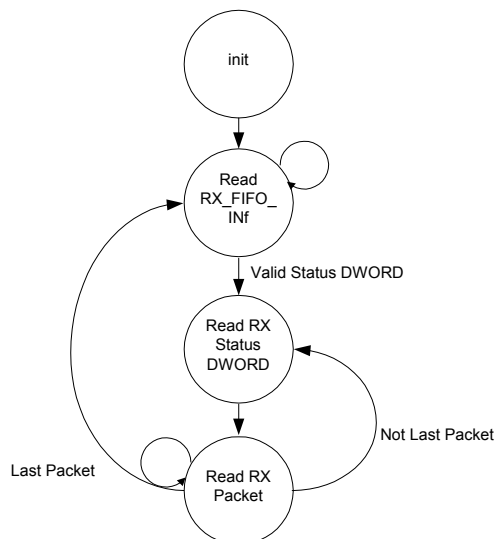 init
Read
RX_FIFO_
INf
Valid Status DWORD
Read RX
Status
DWORD
Not Last Packet
Last Packet
Read RX
Packet